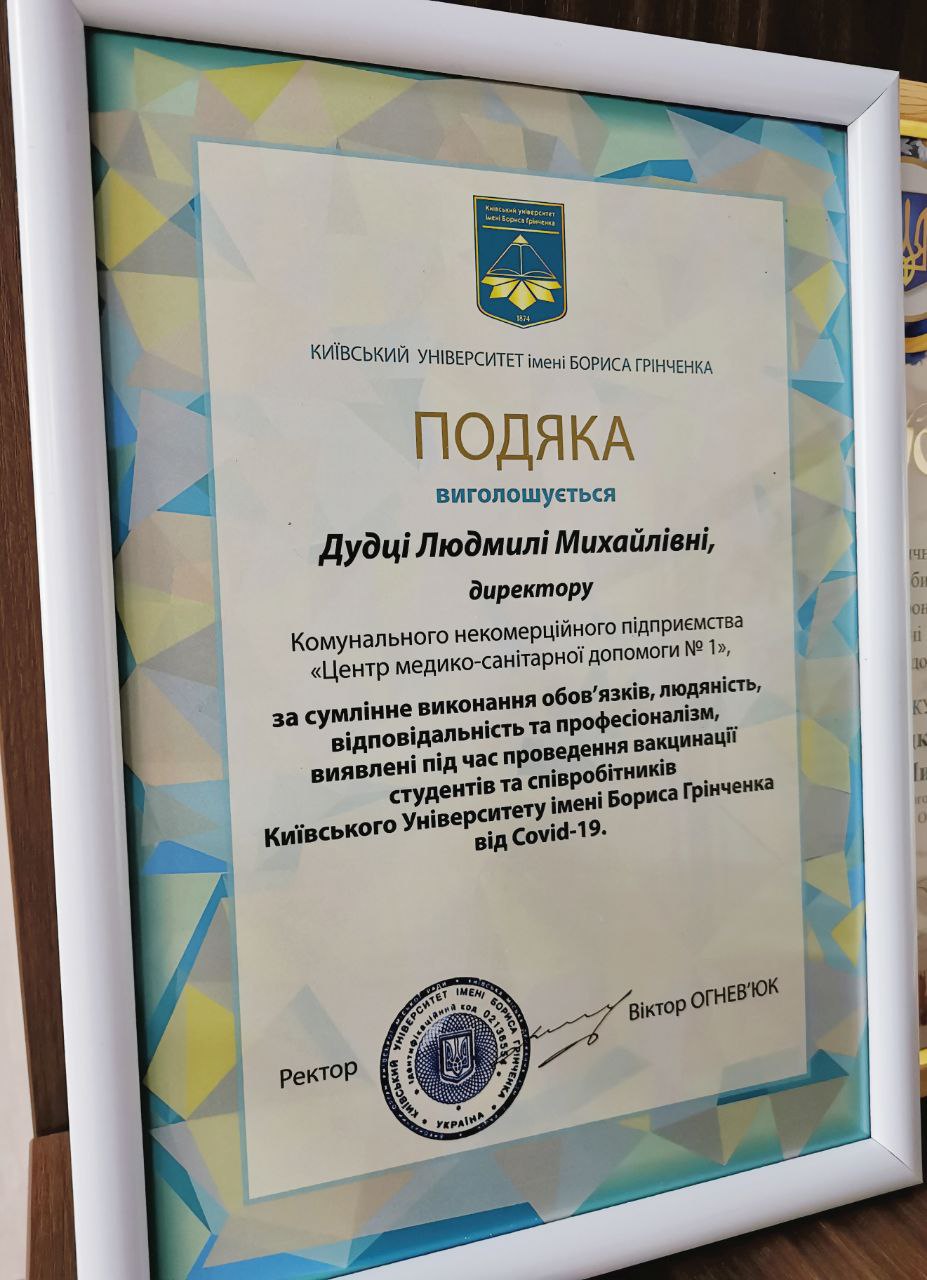 Київський університет
імені Бориса Грінченка
1874
КИЇВСЬКИЙ УНІВЕРСИТЕТ імені БОРИСА ГРІНЧЕНКА
ПОДЯКА
виголошується
Дудці Людмилі Михайлівні,
директору
Комунального некомерційного підприємства
«Центр медико-санітарної допомоги № 1»,
за сумлінне виконання обов’язків, людяність,
відповідальність та професіоналізм,
виявлені під час проведення вакцинації
студентів та співробітників
Київського Університету імені Бориса Грінченка
від Covid-19.
Ректор
КИЇВСЬКИЙ УНІВЕРСИТЕТ ІМЕНІ БОРИСА ГРІНЧЕНКА
Ідентифікаційний код 02136554
УКРАЇНА
Віктор ОГНЕВ’ЮК